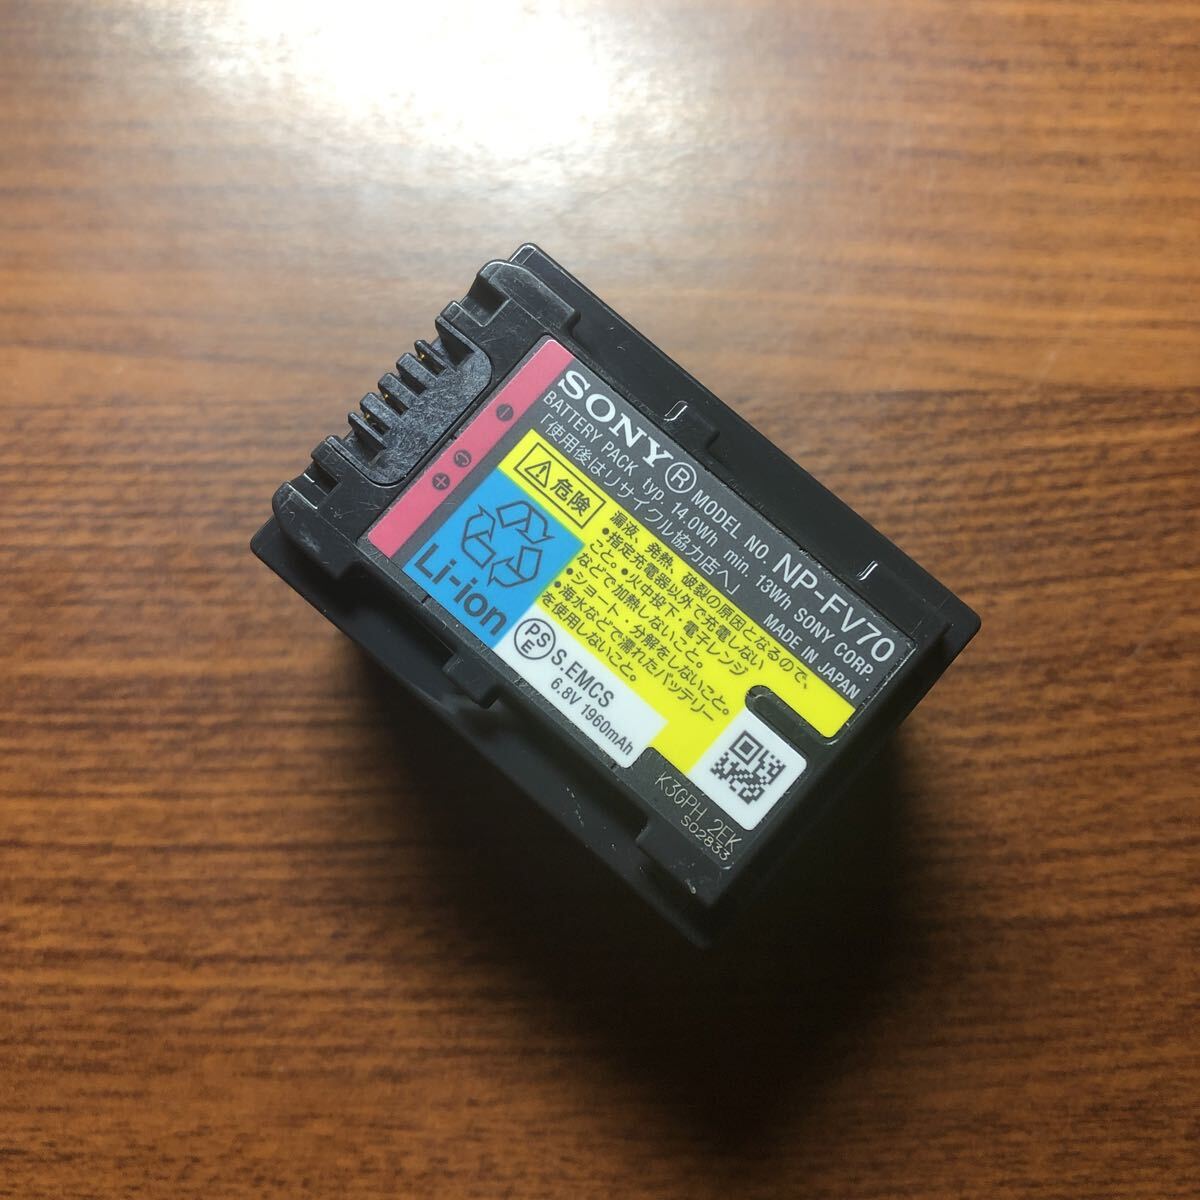 SONY® MODEL NO. NP-FV70
BATTERY PACK typ. 14.0Wh min. 13Wh SONY CORP.
「使用後はリサイクル協力店へ」 MADE IN JAPAN
危険
漏液、発熱、破裂の原因となるので、
●指定充電器以外で充電しない
こと。●火中投入・電子レンジ
などで加熱しないこと。
●ショート・分解をしないこと。
●海水などで濡れたバッテリー
を使用しないこと。
Li-ion
PS
E
S.EMCS
6.8V 1960mAh
K3GPH 2EK
S02833